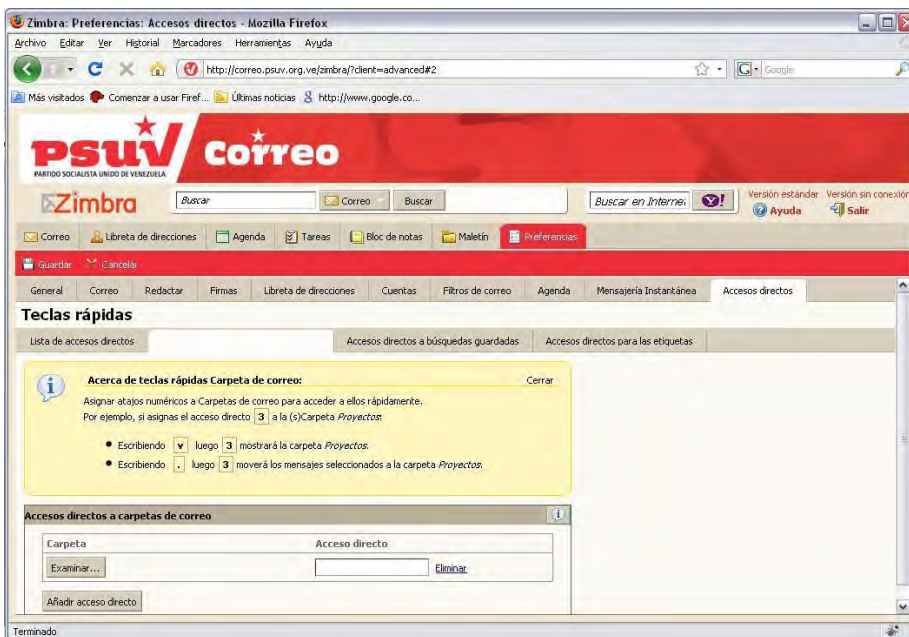 Zimbra: Preferencias: Accesos directos - Mozilla Firefox
Archivo Editar Ver Historial Marcadores Herramientas Ayuda
http://correo.psuv.org.ve/zimbra/?client=advanced#2
G Google
Más visitados Comenzar a usar Firef... Últimas noticias http://www.google.co...
PSUV Correo
PARTIDO SOCIALISTA UNIDO DE VENEZUELA
Zimbra Buscar Correo Buscar Buscar en Interne: Y! Versión estándar Versión sin conexión
Ayuda Salir
Correo Libreta de direcciones Agenda Tareas Bloc de notas Maletín Preferencias
Guardar Cancelar
General Correo Redactar Firmas Libreta de direcciones Cuentas Filtros de correo Agenda Mensajería Instantánea Accesos directos
Teclas rápidas
Lista de accesos directos Accesos directos a búsquedas guardadas Accesos directos para las etiquetas
Acerca de teclas rápidas Carpeta de correo: Cerrar
Asignar atajos numéricos a Carpetas de correo para acceder a ellos rápidamente.
Por ejemplo, si asignas el acceso directo 3 a la (s)Carpeta Proyectos:
Escribiendo v luego 3 mostrará la carpeta Proyectos.
Escribiendo . luego 3 moverá los mensajes seleccionados a la carpeta Proyectos.
Accesos directos a carpetas de correo
Carpeta Acceso directo
Examinar... Eliminar
Añadir acceso directo
Terminado